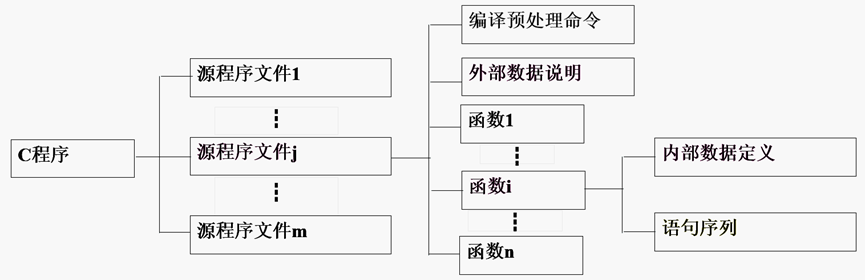 C程序
源程序文件1
源程序文件j
源程序文件m
编译预处理命令
外部数据说明
函数1
函数i
函数n
内部数据定义
语句序列